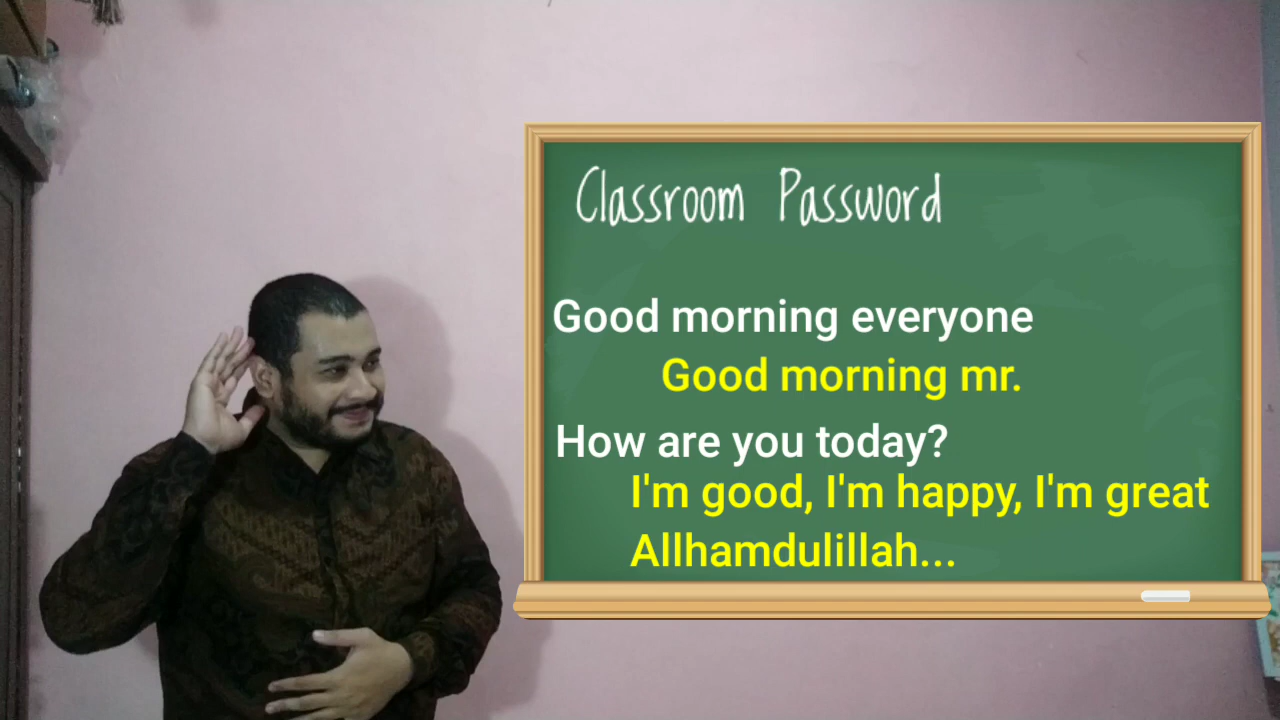 Classroom Password
Good morning everyone
Good morning mr.
How are you today?
I'm good, I'm happy, I'm great
Allhamdulillah...